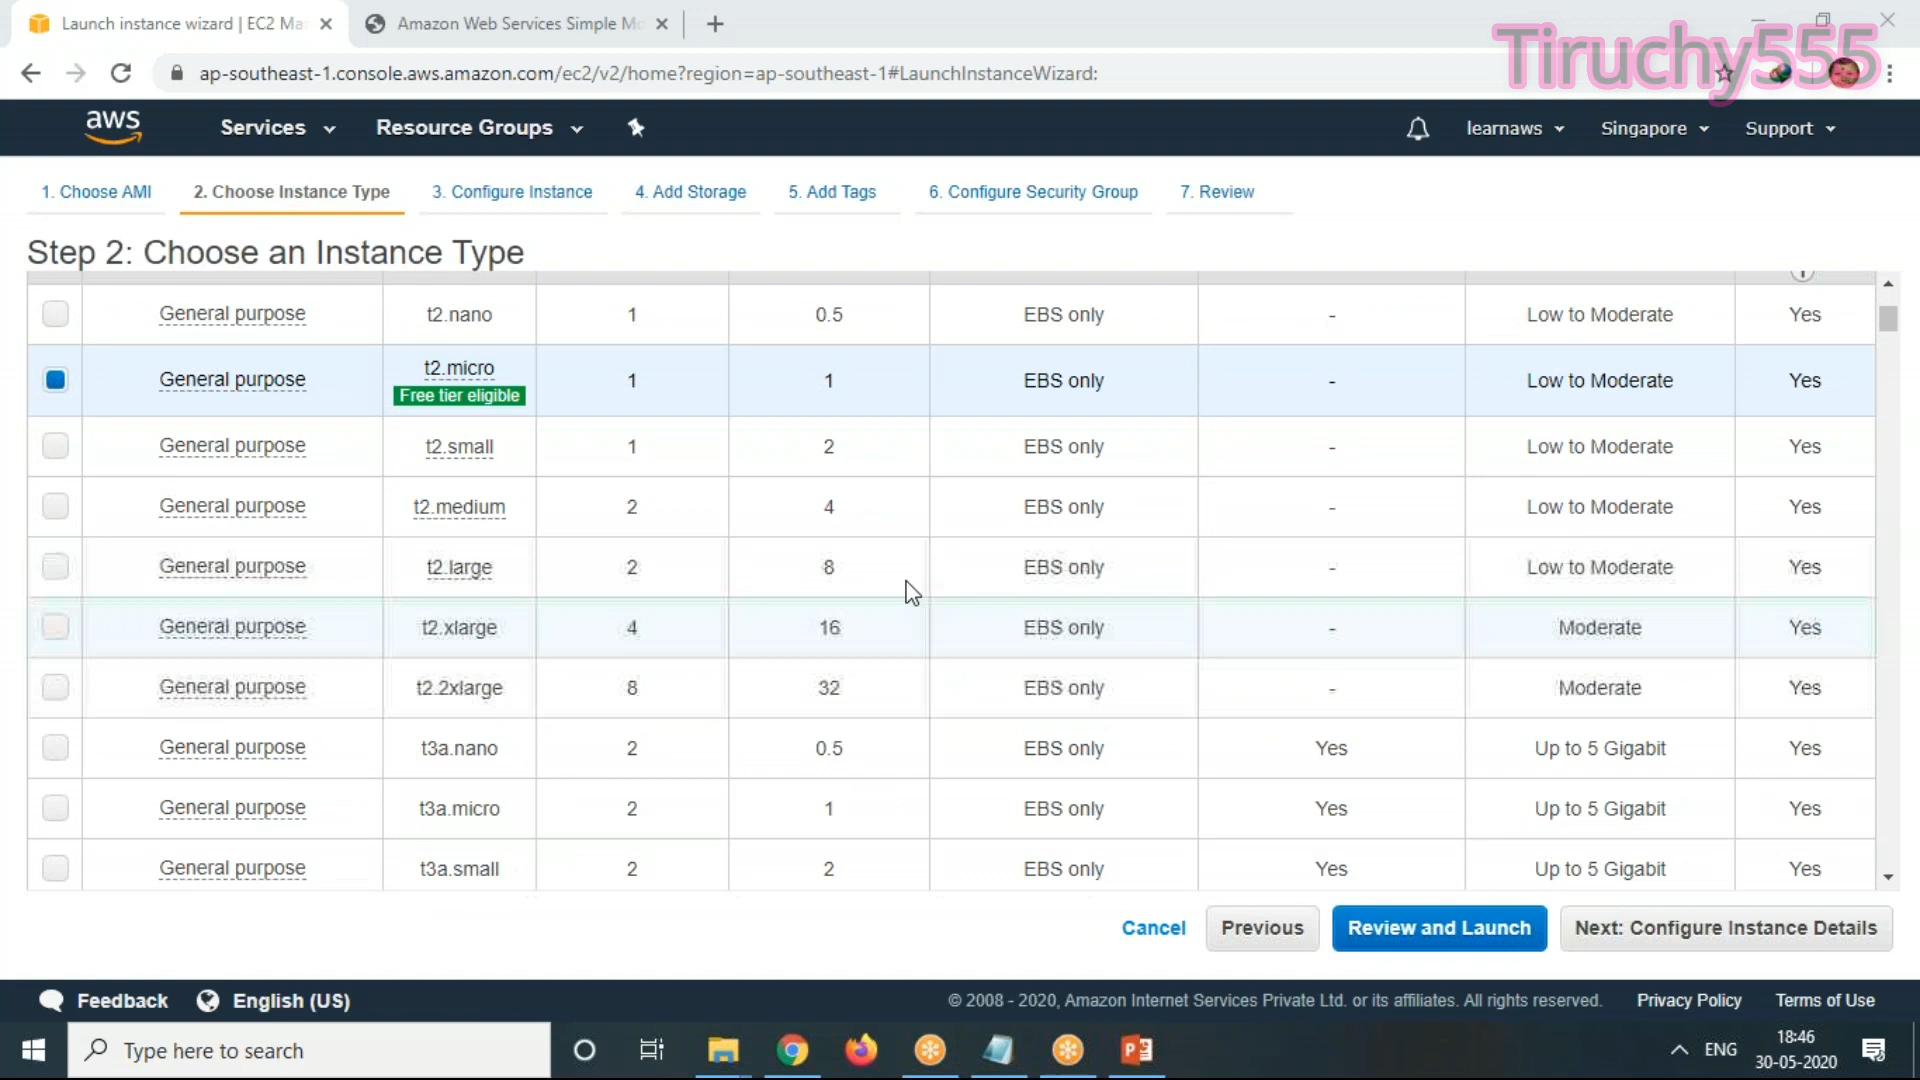 Launch instance wizard | EC2 Ma
Amazon Web Services Simple Mo
Tiruchy555
ap-southeast-1.console.aws.amazon.com/ec2/v2/home?region=ap-southeast-1#LaunchInstanceWizard:
aws Services Resource Groups learnaws Singapore Support
1. Choose AMI 2. Choose Instance Type 3. Configure Instance 4. Add Storage 5. Add Tags 6. Configure Security Group 7. Review
Step 2: Choose an Instance Type
General purpose t2.nano 1 0.5 EBS only - Low to Moderate Yes
General purpose t2.micro 1 1 EBS only - Low to Moderate Yes
Free tier eligible
General purpose t2.small 1 2 EBS only - Low to Moderate Yes
General purpose t2.medium 2 4 EBS only - Low to Moderate Yes
General purpose t2.large 2 8 EBS only - Low to Moderate Yes
General purpose t2.xlarge 4 16 EBS only - Moderate Yes
General purpose t2.2xlarge 8 32 EBS only - Moderate Yes
General purpose t3a.nano 2 0.5 EBS only Yes Up to 5 Gigabit Yes
General purpose t3a.micro 2 1 EBS only Yes Up to 5 Gigabit Yes
General purpose t3a.small 2 2 EBS only Yes Up to 5 Gigabit Yes
Cancel Previous Review and Launch Next: Configure Instance Details
Feedback English (US) © 2008 - 2020, Amazon Internet Services Private Ltd. or its affiliates. All rights reserved. Privacy Policy Terms of Use
Type here to search
ENG
18:46
30-05-2020